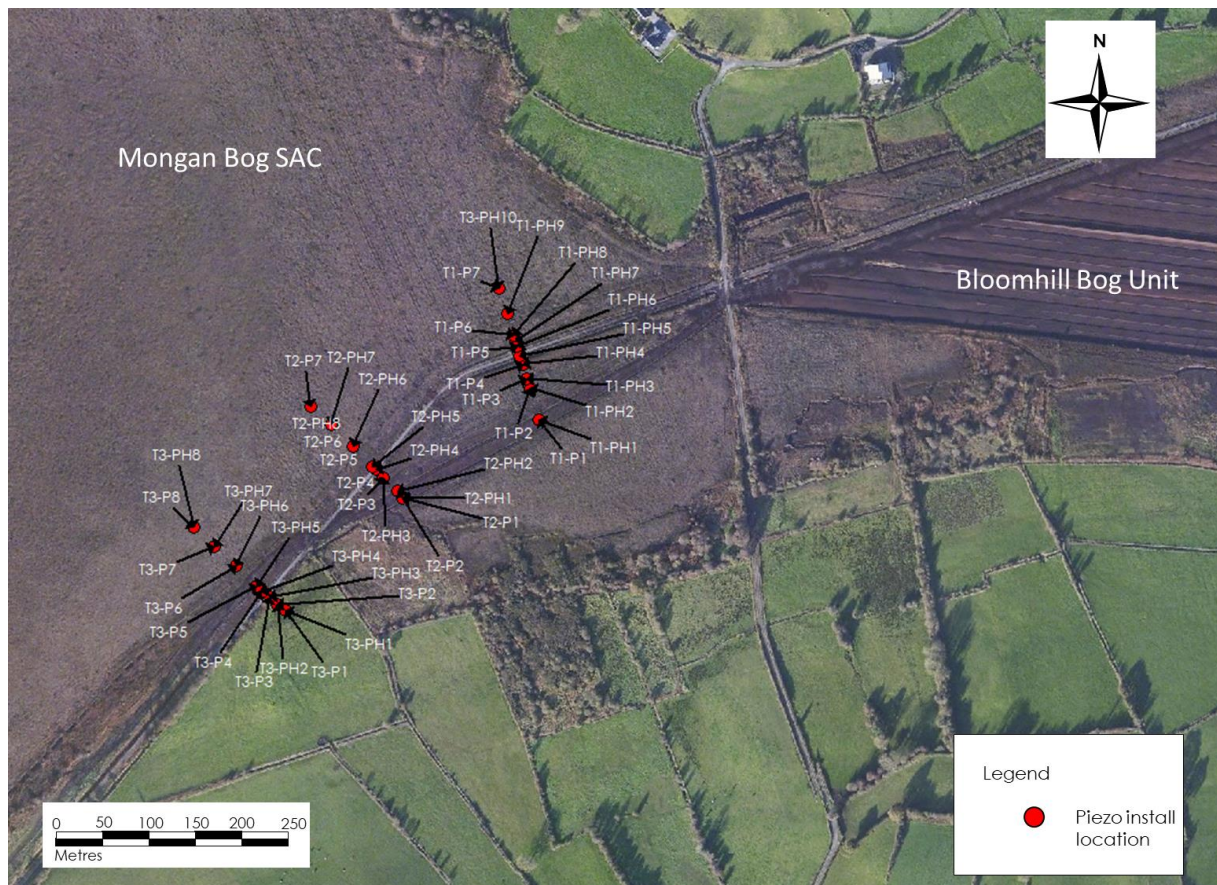 N
Mongan Bog SAC
Bloomhill Bog Unit
T3-PH10
T1-PH9
T1-PH8
T1-P7
T1-PH7
T1-PH6
T1-P6
T1-PH5
T1-P5
T1-PH4
T1-P4
T1-PH3
T1-P3
T1-PH2
T1-P2
T1-PH1
T1-P1
T2-P7
T2-PH7
T2-PH6
T2-PH8
T2-PH5
T2-P6
T2-PH4
T2-P5
T2-PH2
T2-P4
T2-PH1
T2-P3
T2-P1
T2-PH3
T2-P2
T3-PH8
T3-PH7
T3-PH6
T3-P8
T3-PH5
T3-PH4
T3-P7
T3-PH3
T3-P2
T3-P6
T3-P5
T3-PH1
T3-P4
T3-PH2
T3-P1
T3-P3
Legend
Piezo install
location
0 50 100 150 200 250
Metres